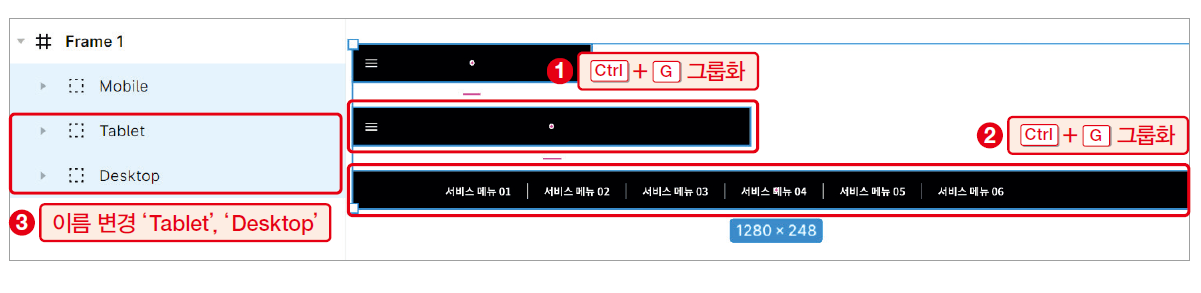 Frame 1
Mobile
Tablet
Desktop
3 이름 변경 ‘Tablet’, ‘Desktop’
1 Ctrl + G 그룹화
2 Ctrl + G 그룹화
서비스 메뉴 01 서비스 메뉴 02 서비스 메뉴 03 서비스 메뉴 04 서비스 메뉴 05 서비스 메뉴 06
1280 × 248